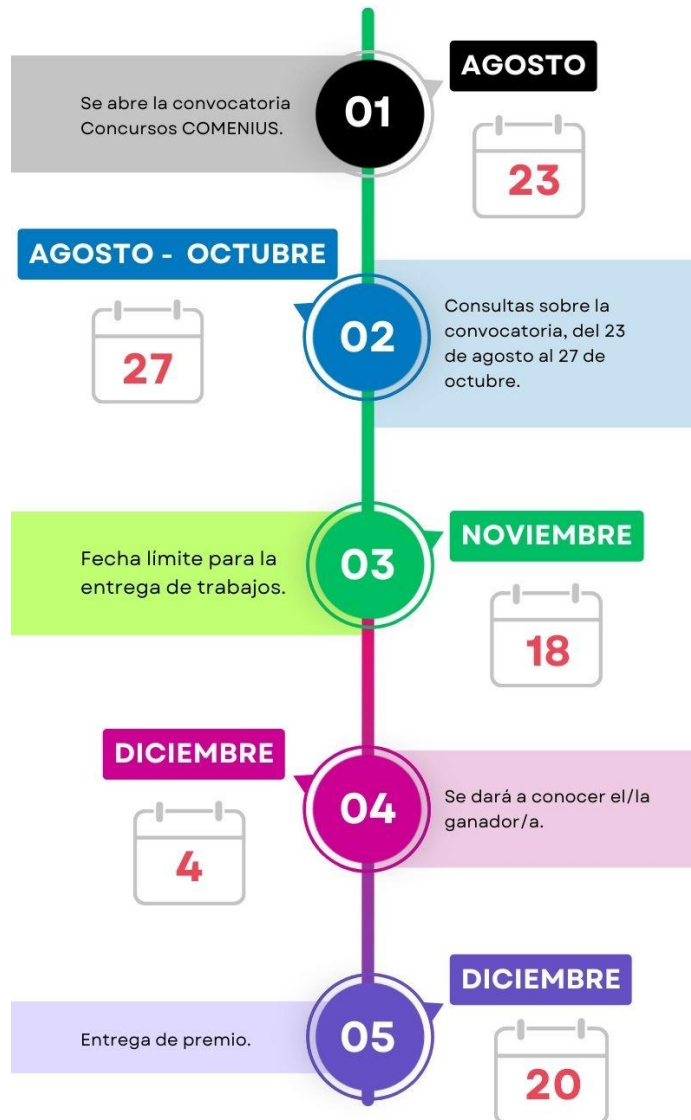 AGOSTO
01
Se abre la convocatoria
Concursos COMENIUS.
23
AGOSTO - OCTUBRE
27
02
Consultas sobre la
convocatoria, del 23
de agosto al 27 de
octubre.
NOVIEMBRE
03
Fecha límite para la
entrega de trabajos.
18
DICIEMBRE
4
04
Se dará a conocer el/la
ganador/a.
DICIEMBRE
05
Entrega de premio.
20